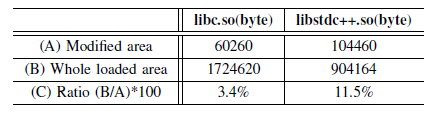 libc.so(byte) libstdc++.so(byte)
(A) Modified area 60260 104460
(B) Whole loaded area 1724620 904164
(C) Ratio (B/A)*100 3.4% 11.5%